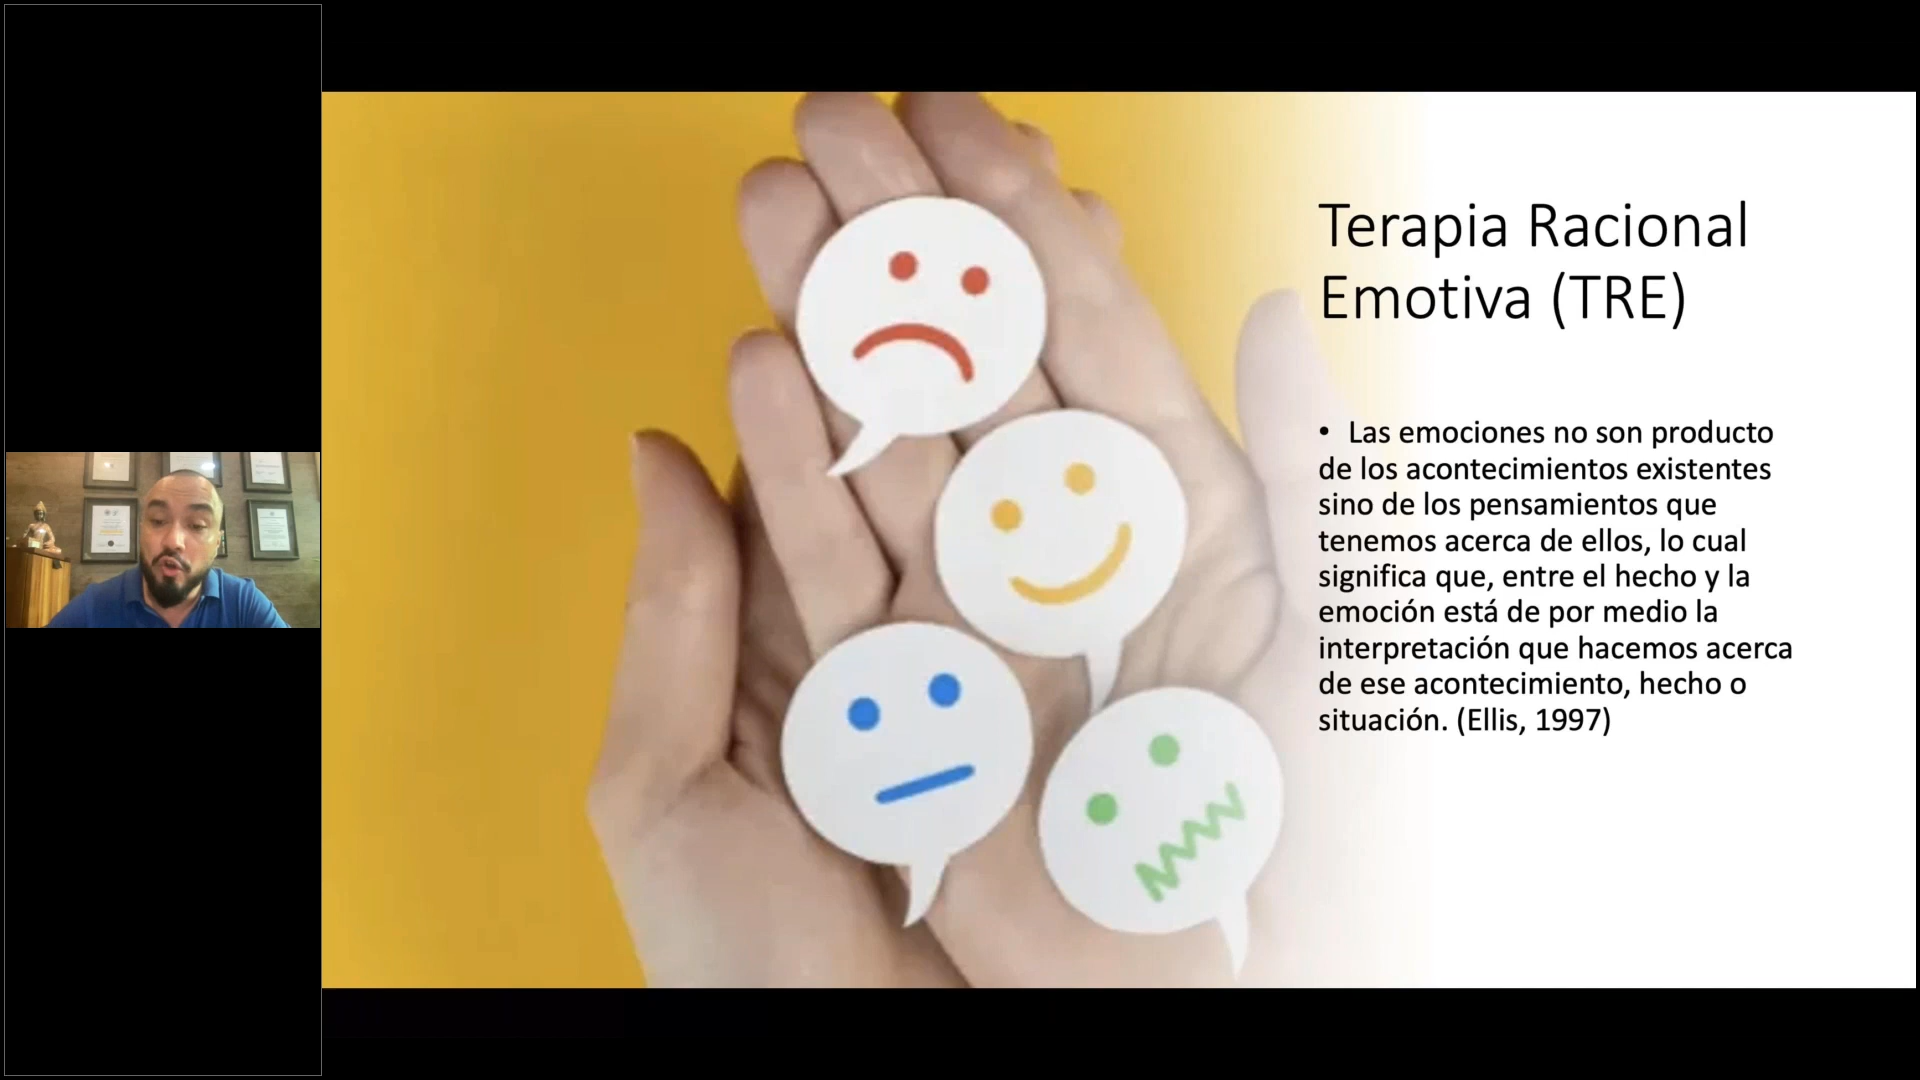 Terapia Racional
Emotiva (TRE)
• Las emociones no son producto
de los acontecimientos existentes
sino de los pensamientos que
tenemos acerca de ellos, lo cual
significa que, entre el hecho y la
emoción está de por medio la
interpretación que hacemos acerca
de ese acontecimiento, hecho o
situación. (Ellis, 1997)